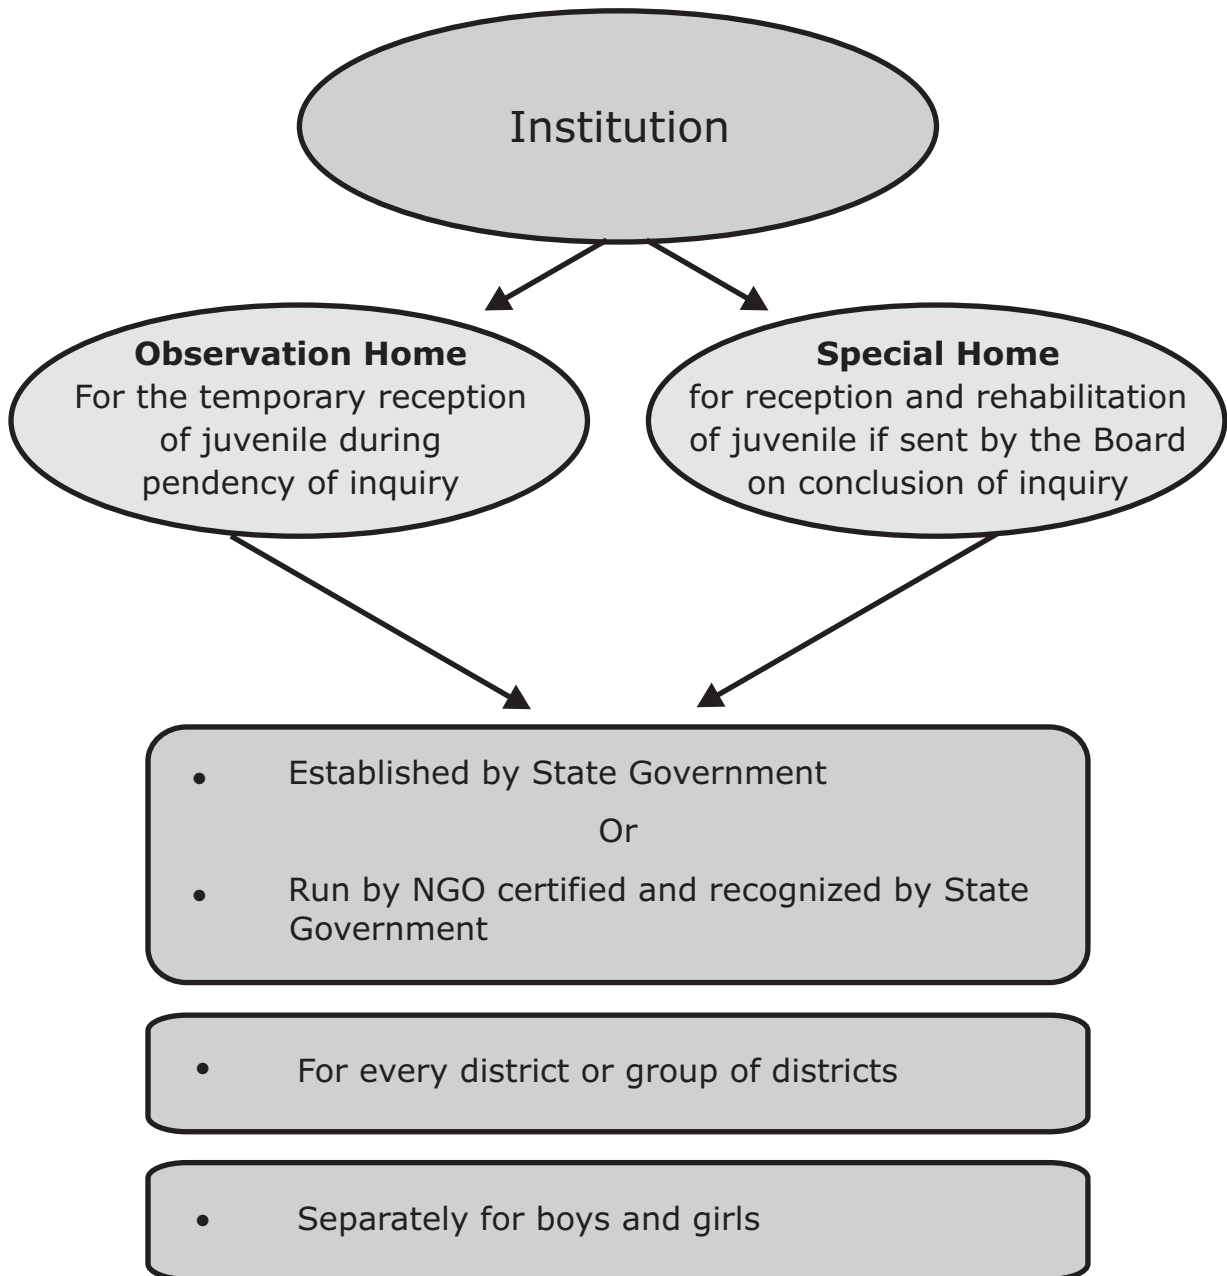 Institution
Observation Home
For the temporary reception
of juvenile during
pendency of inquiry
Special Home
for reception and rehabilitation
of juvenile if sent by the Board
on conclusion of inquiry
• Established by State Government
Or
• Run by NGO certified and recognized by State
Government
• For every district or group of districts
• Separately for boys and girls